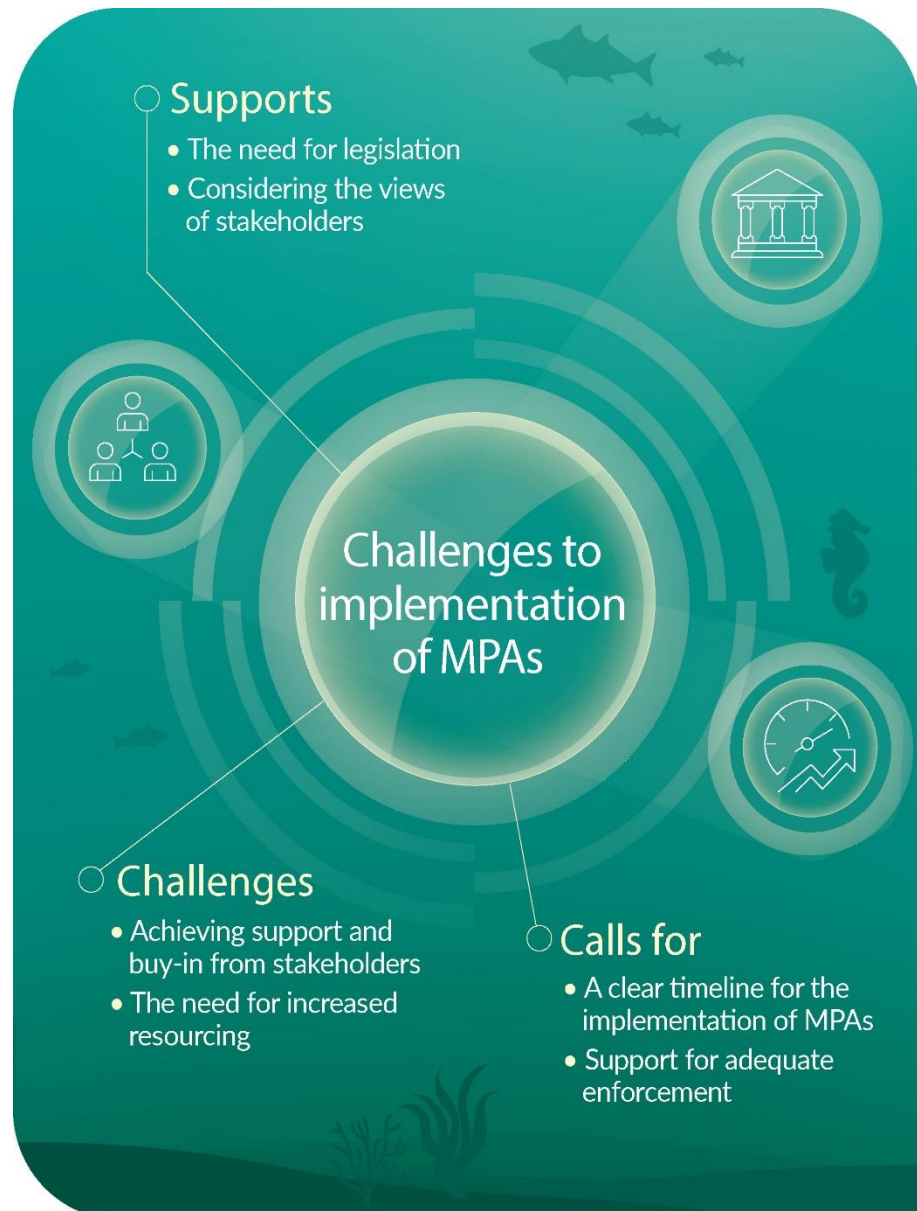 Supports
• The need for legislation
• Considering the views
of stakeholders
Challenges to
implementation
of MPAs
Challenges
• Achieving support and
buy-in from stakeholders
• The need for increased
resourcing
Calls for
• A clear timeline for the
implementation of MPAs
• Support for adequate
enforcement